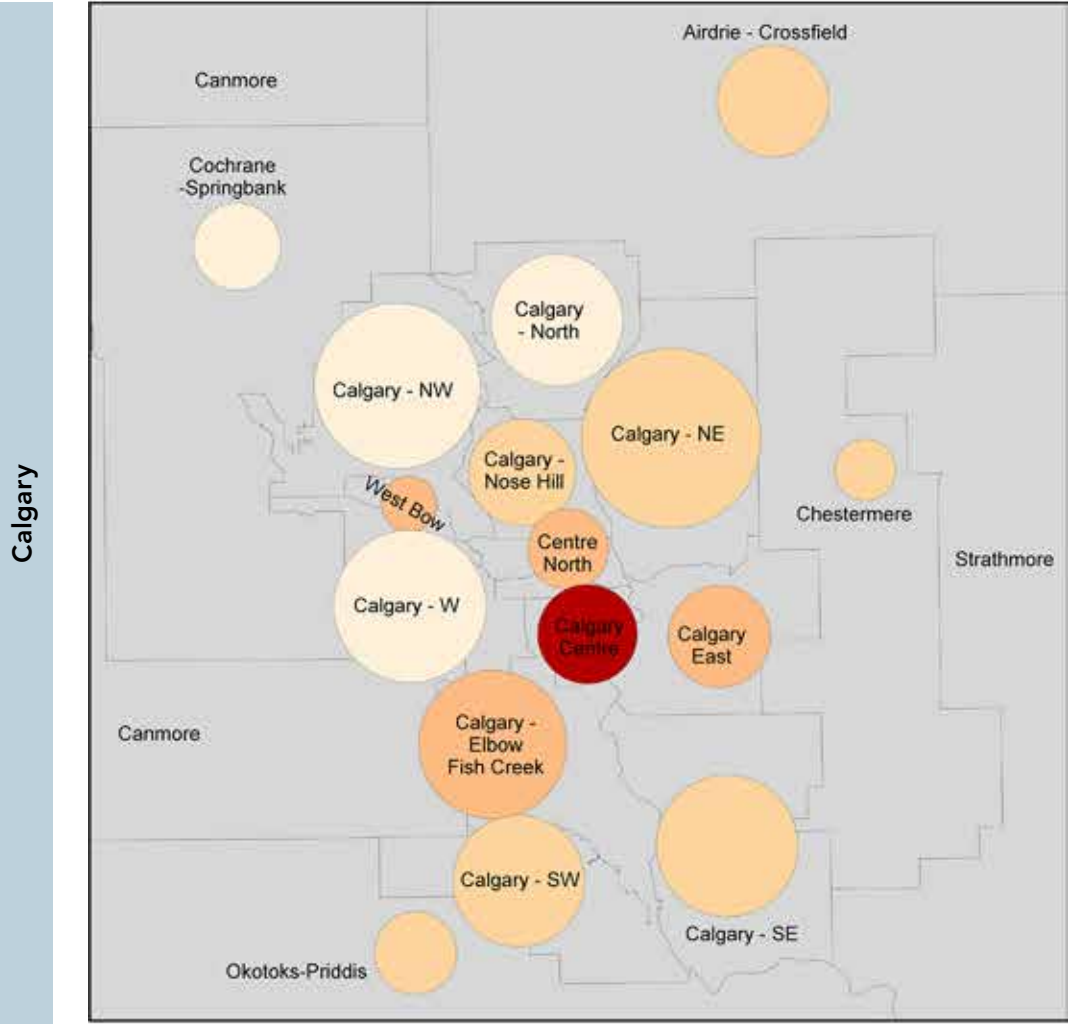 Calgary
Airdrie - Crossfield
Canmore
Cochrane
-Springbank
Calgary
- North
Calgary - NW
Calgary - NE
Calgary -
Nose Hill
West Bow
Chestermere
Centre
North
Strathmore
Calgary - W
Calgary
Centre
Calgary
East
Canmore
Calgary -
Elbow
Fish Creek
Calgary - SW
Calgary - SE
Okotoks-Priddis